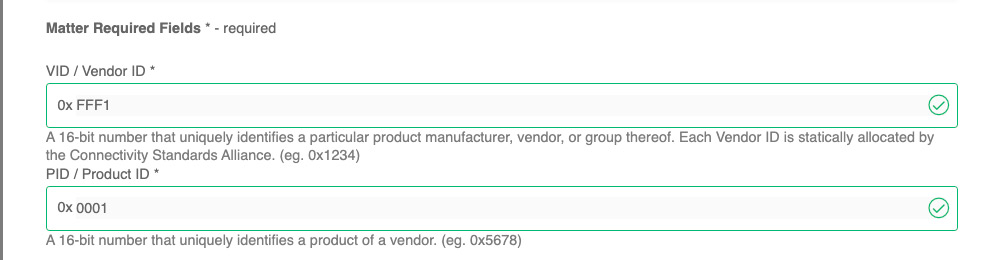 Matter Required Fields * - required
VID / Vendor ID *
0x FFF1
A 16-bit number that uniquely identifies a particular product manufacturer, vendor, or group thereof. Each Vendor ID is statically allocated by
the Connectivity Standards Alliance. (eg. 0x1234)
PID / Product ID *
0x 0001
A 16-bit number that uniquely identifies a product of a vendor. (eg. 0x5678)